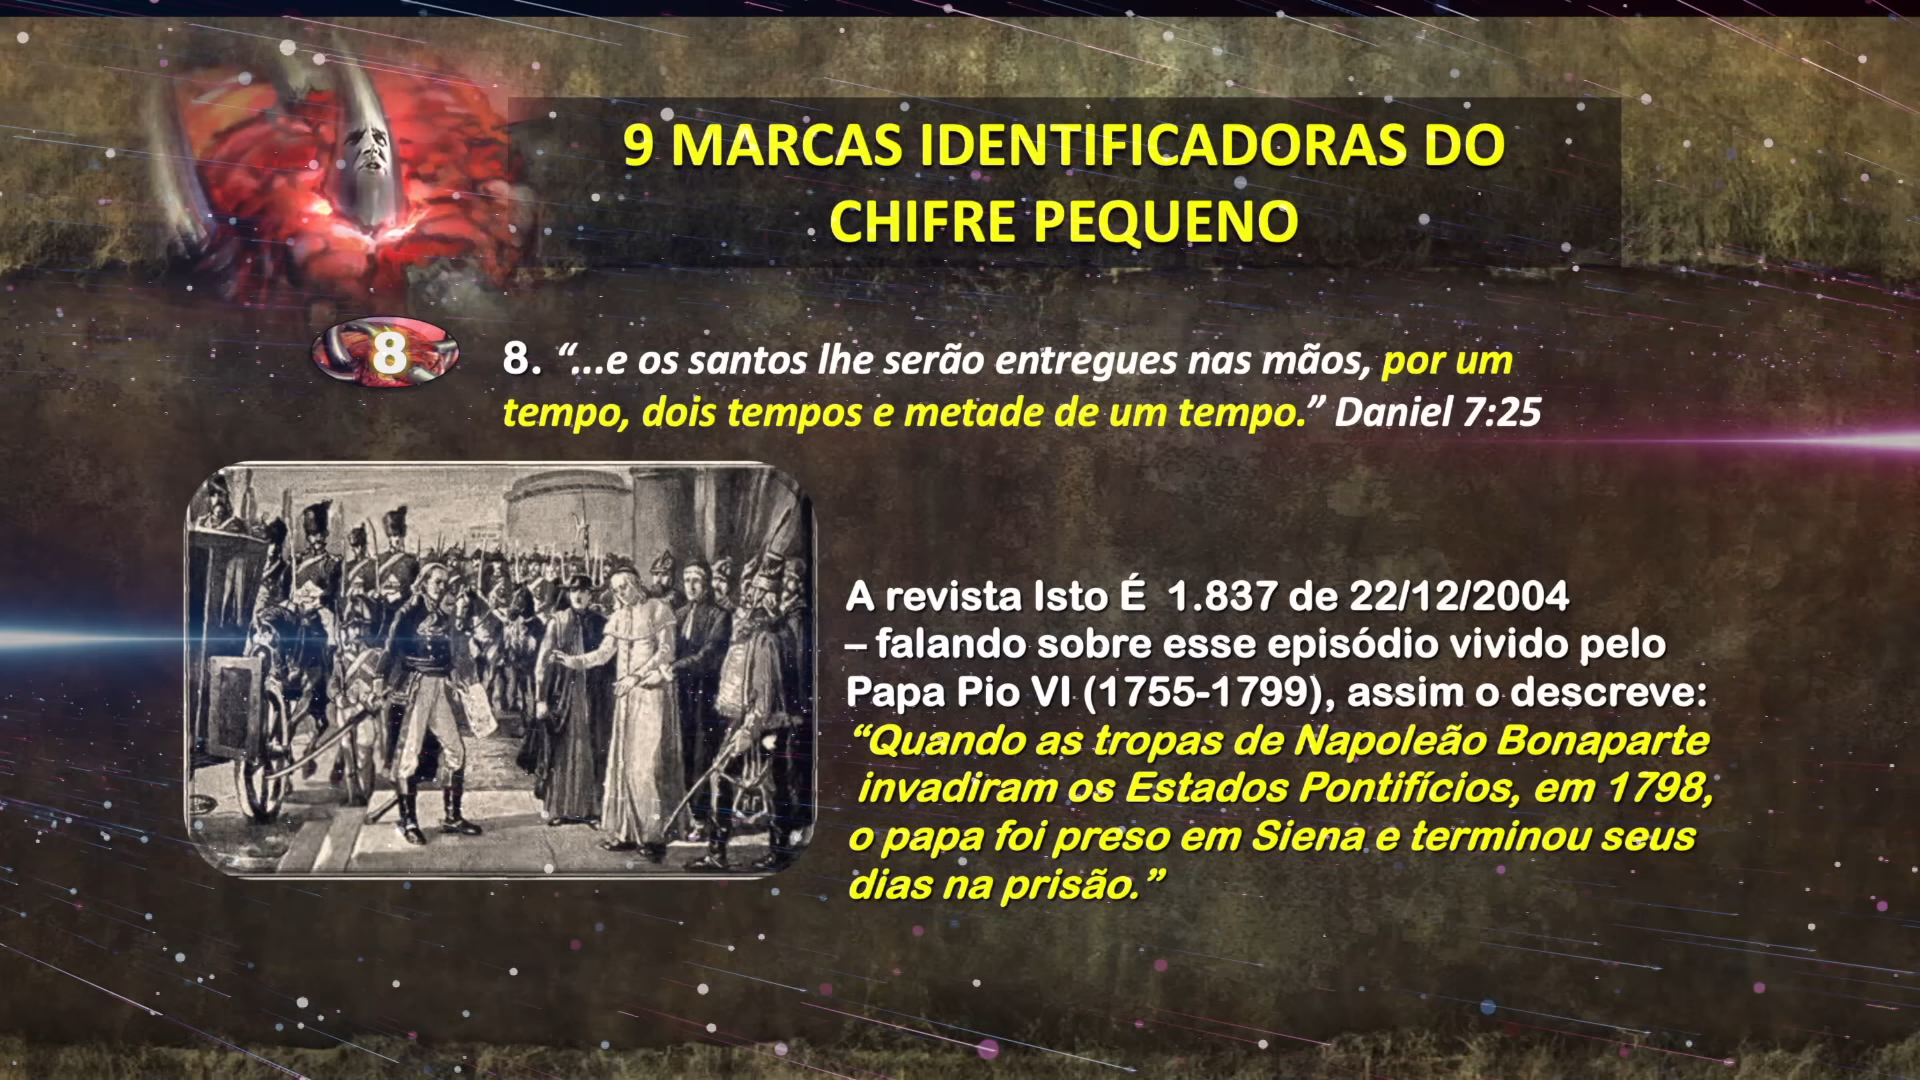 9 MARCAS IDENTIFICADORAS DO
CHIFRE PEQUENO
8
8. “...e os santos lhe serão entregues nas mãos, por um
tempo, dois tempos e metade de um tempo.” Daniel 7:25
A revista Isto É 1.837 de 22/12/2004
– falando sobre esse episódio vivido pelo
Papa Pio VI (1755-1799), assim o descreve:
“Quando as tropas de Napoleão Bonaparte
invadiram os Estados Pontifícios, em 1798,
o papa foi preso em Siena e terminou seus
dias na prisão.”